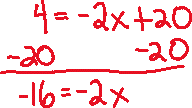 4 = -2x + 20
-20 -20
-16 = -2x